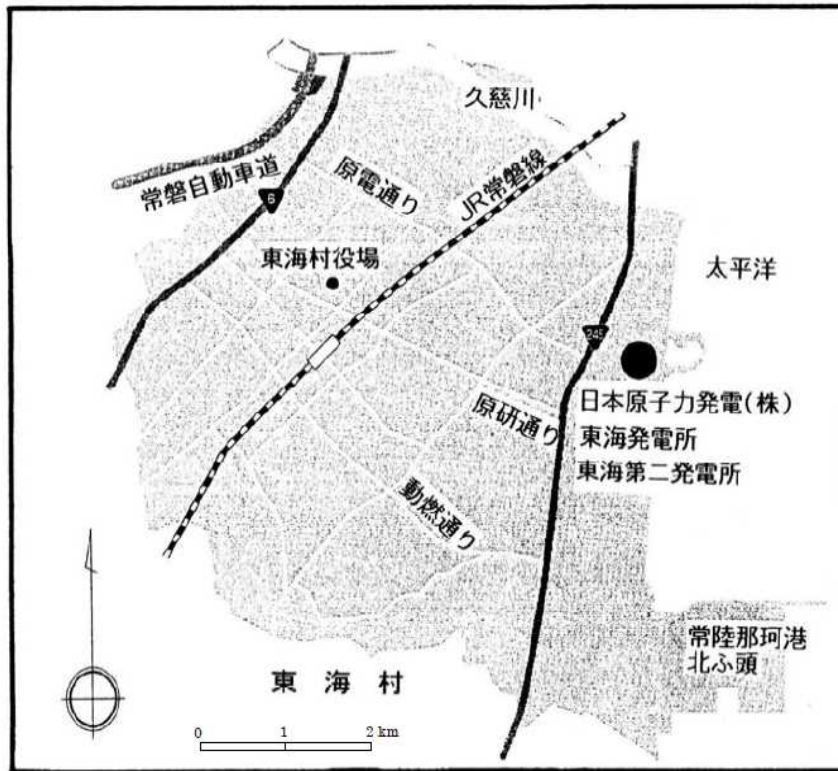 久慈川
常磐自動車道
6
原電通り
JR常磐線
東海村役場
太平洋
245
日本原子力発電(株)
東海発電所
東海第二発電所
原研通り
動燃通り
常陸那珂港
北ふ頭
東海村
0 1 2 km